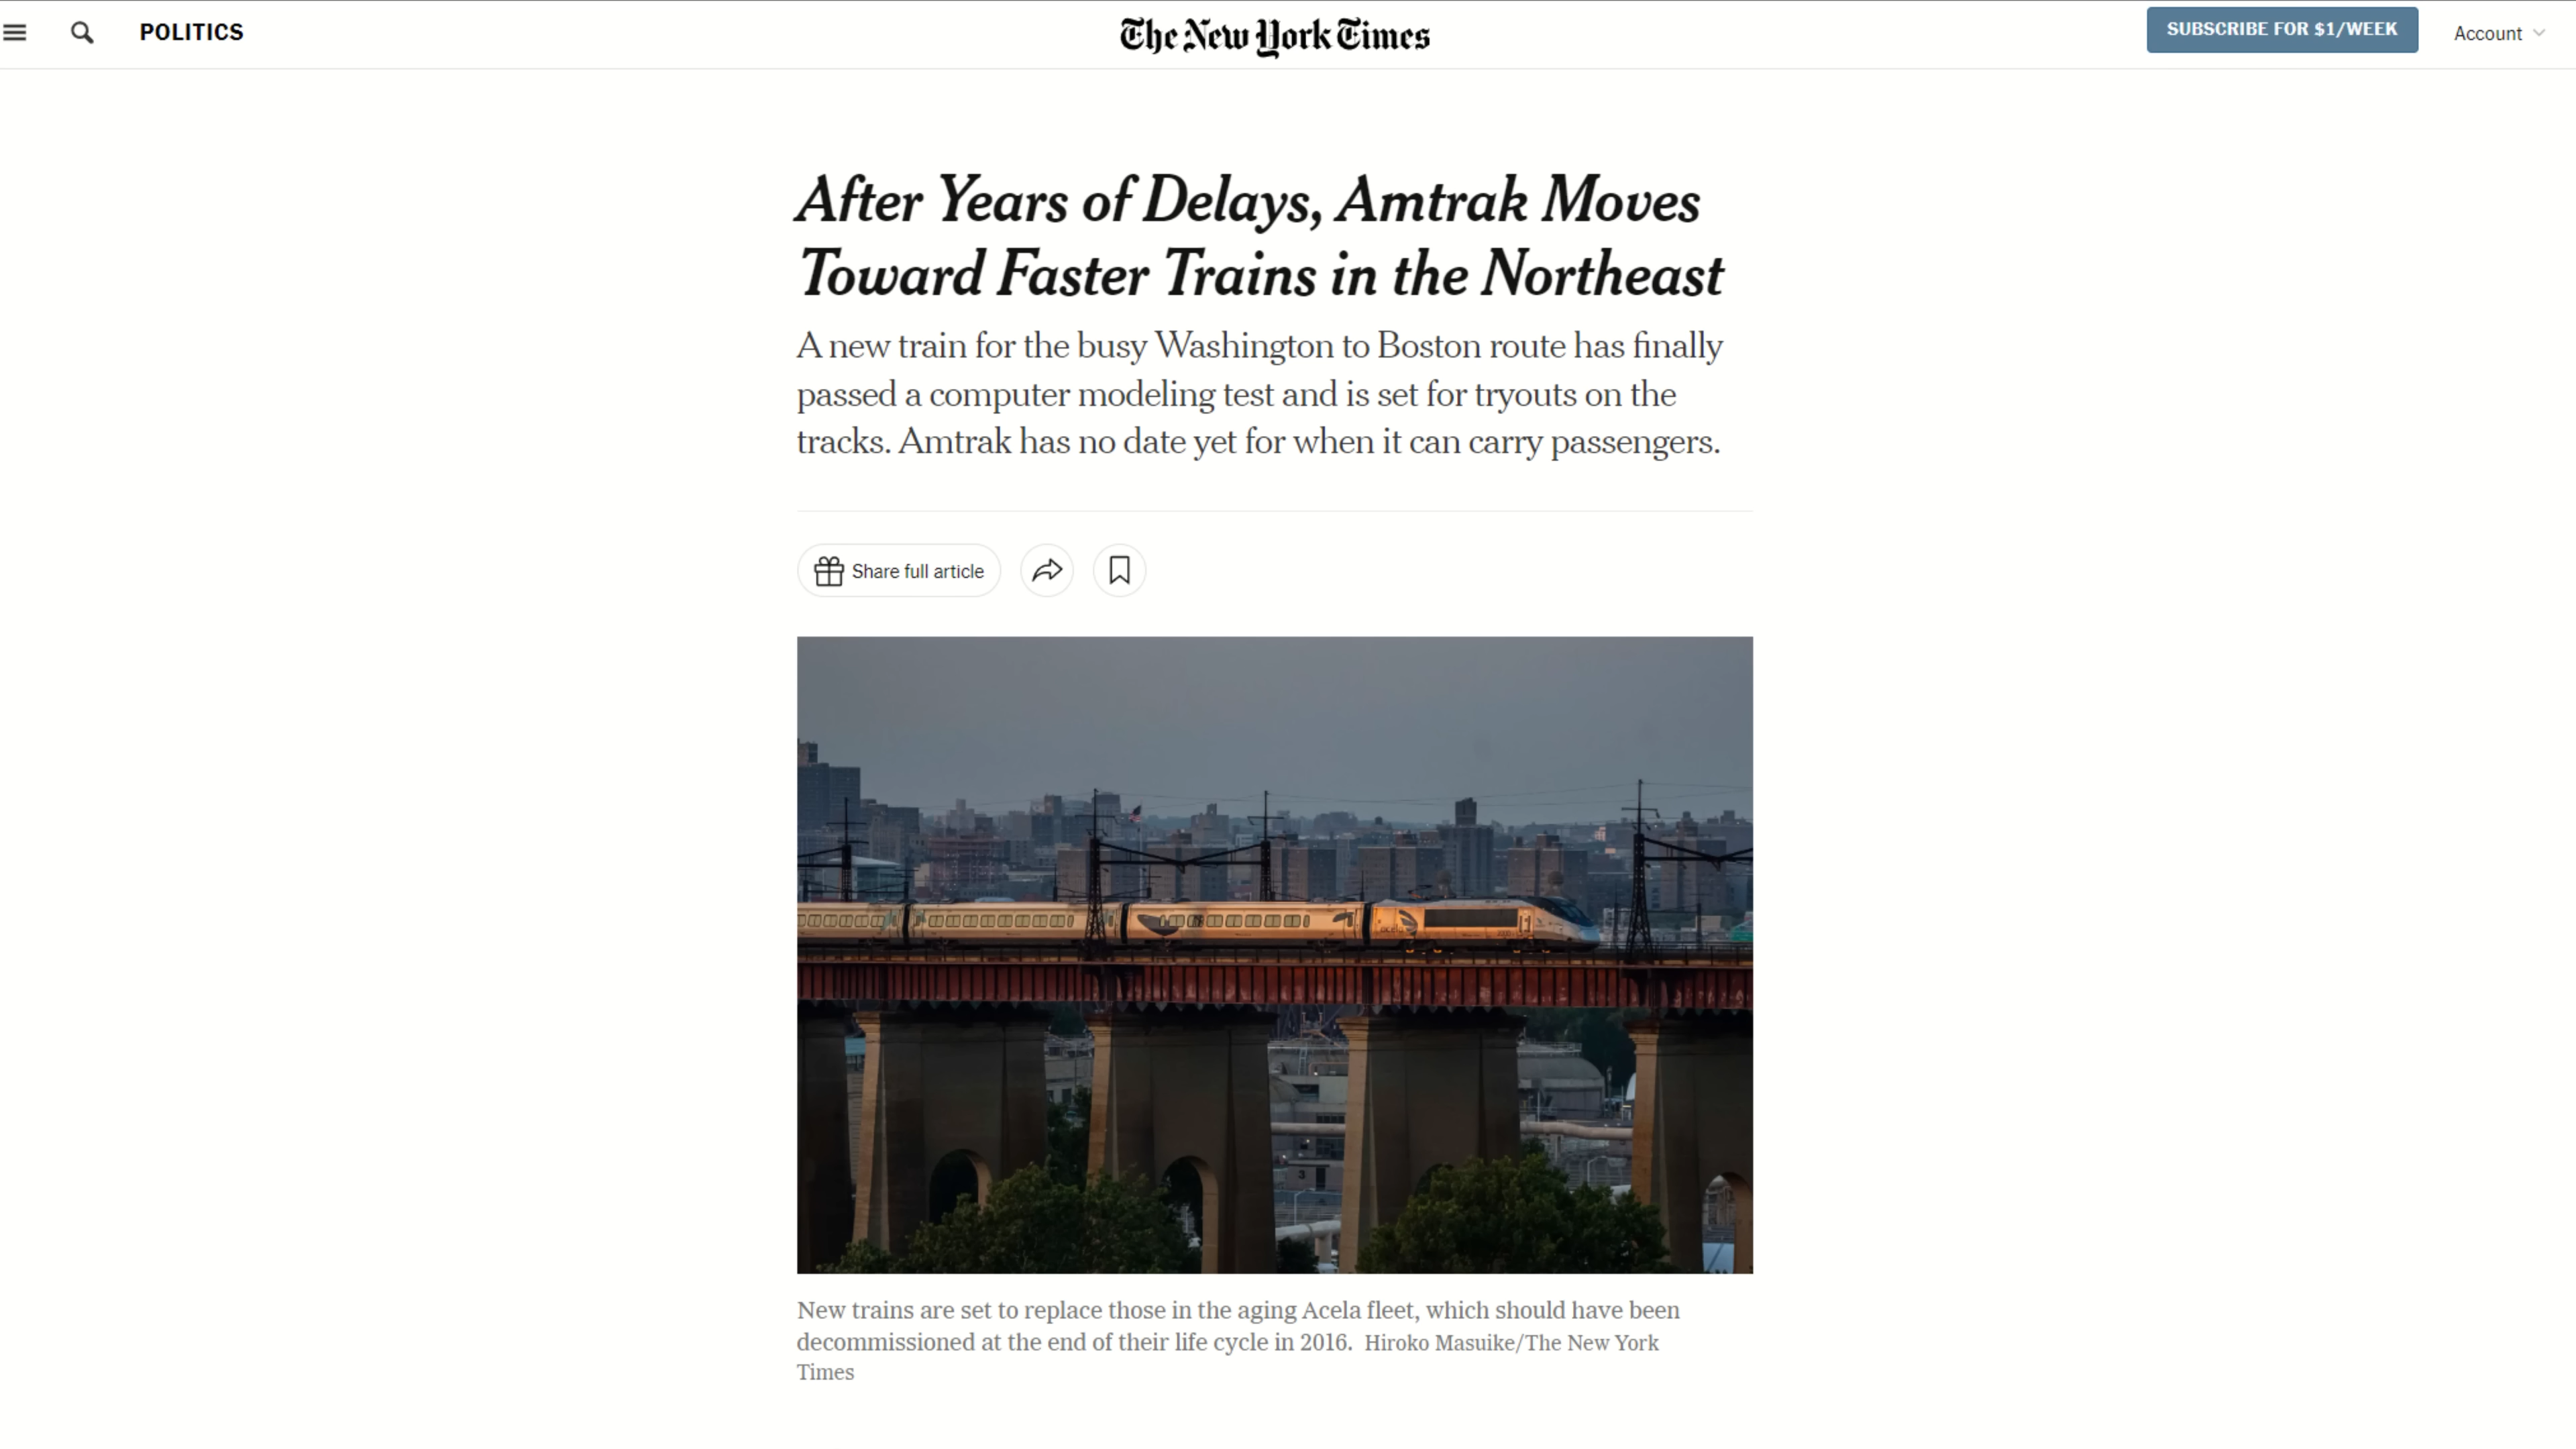 POLITICS
The New York Times
SUBSCRIBE FOR $1/WEEK
Account
After Years of Delays, Amtrak Moves
Toward Faster Trains in the Northeast
A new train for the busy Washington to Boston route has finally
passed a computer modeling test and is set for tryouts on the
tracks. Amtrak has no date yet for when it can carry passengers.
Share full article
acela
New trains are set to replace those in the aging Acela fleet, which should have been
decommissioned at the end of their life cycle in 2016. Hiroko Masuike/The New York
Times